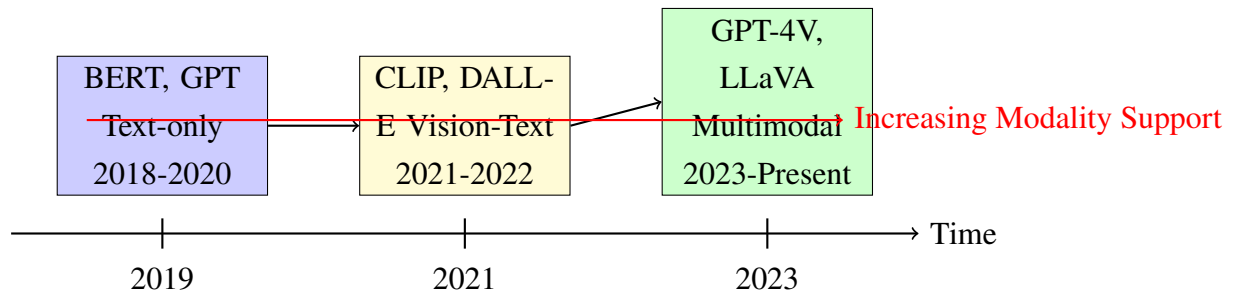 BERT, GPT
Text-only
2018-2020
CLIP, DALL-
E Vision-Text
2021-2022
GPT-4V,
LLaVA
Multimodal
2023-Present
Increasing Modality Support
Time
2019
2021
2023